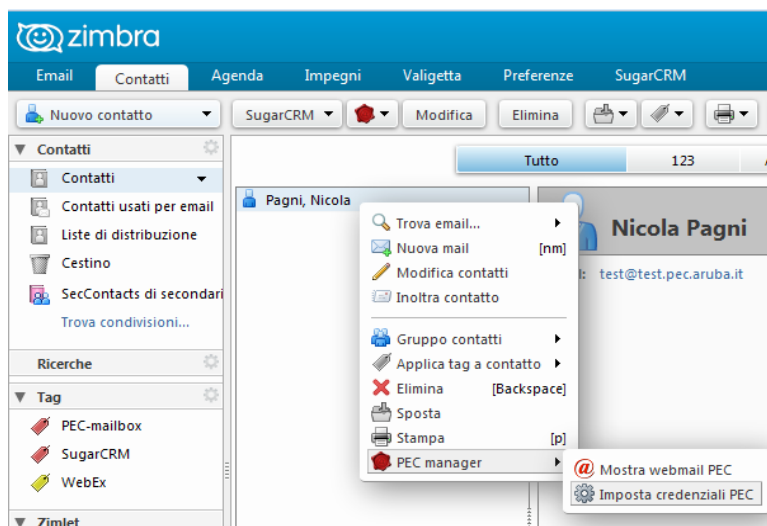 zimbra
Email Contatti Agenda Impegni Valigetta Preferenze SugarCRM
Nuovo contatto SugarCRM Modifica Elimina
Contatti
Tutto 123
Contatti
Contatti usati per email
Liste di distribuzione
Cestino
SecContacts di secondari
Trova condivisioni...
Ricerche
Tag
PEC-mailbox
SugarCRM
WebEx
Zimlet
Pagni, Nicola
Trova email...
Nuova mail [nm]
Modifica contatti
Inoltra contatto
Gruppo contatti
Applica tag a contatto
Elimina [Backspace]
Sposta
Stampa [p]
PEC manager
Mostra webmail PEC
Imposta credenziali PEC
Nicola Pagni
l: test@test.pec.aruba.it